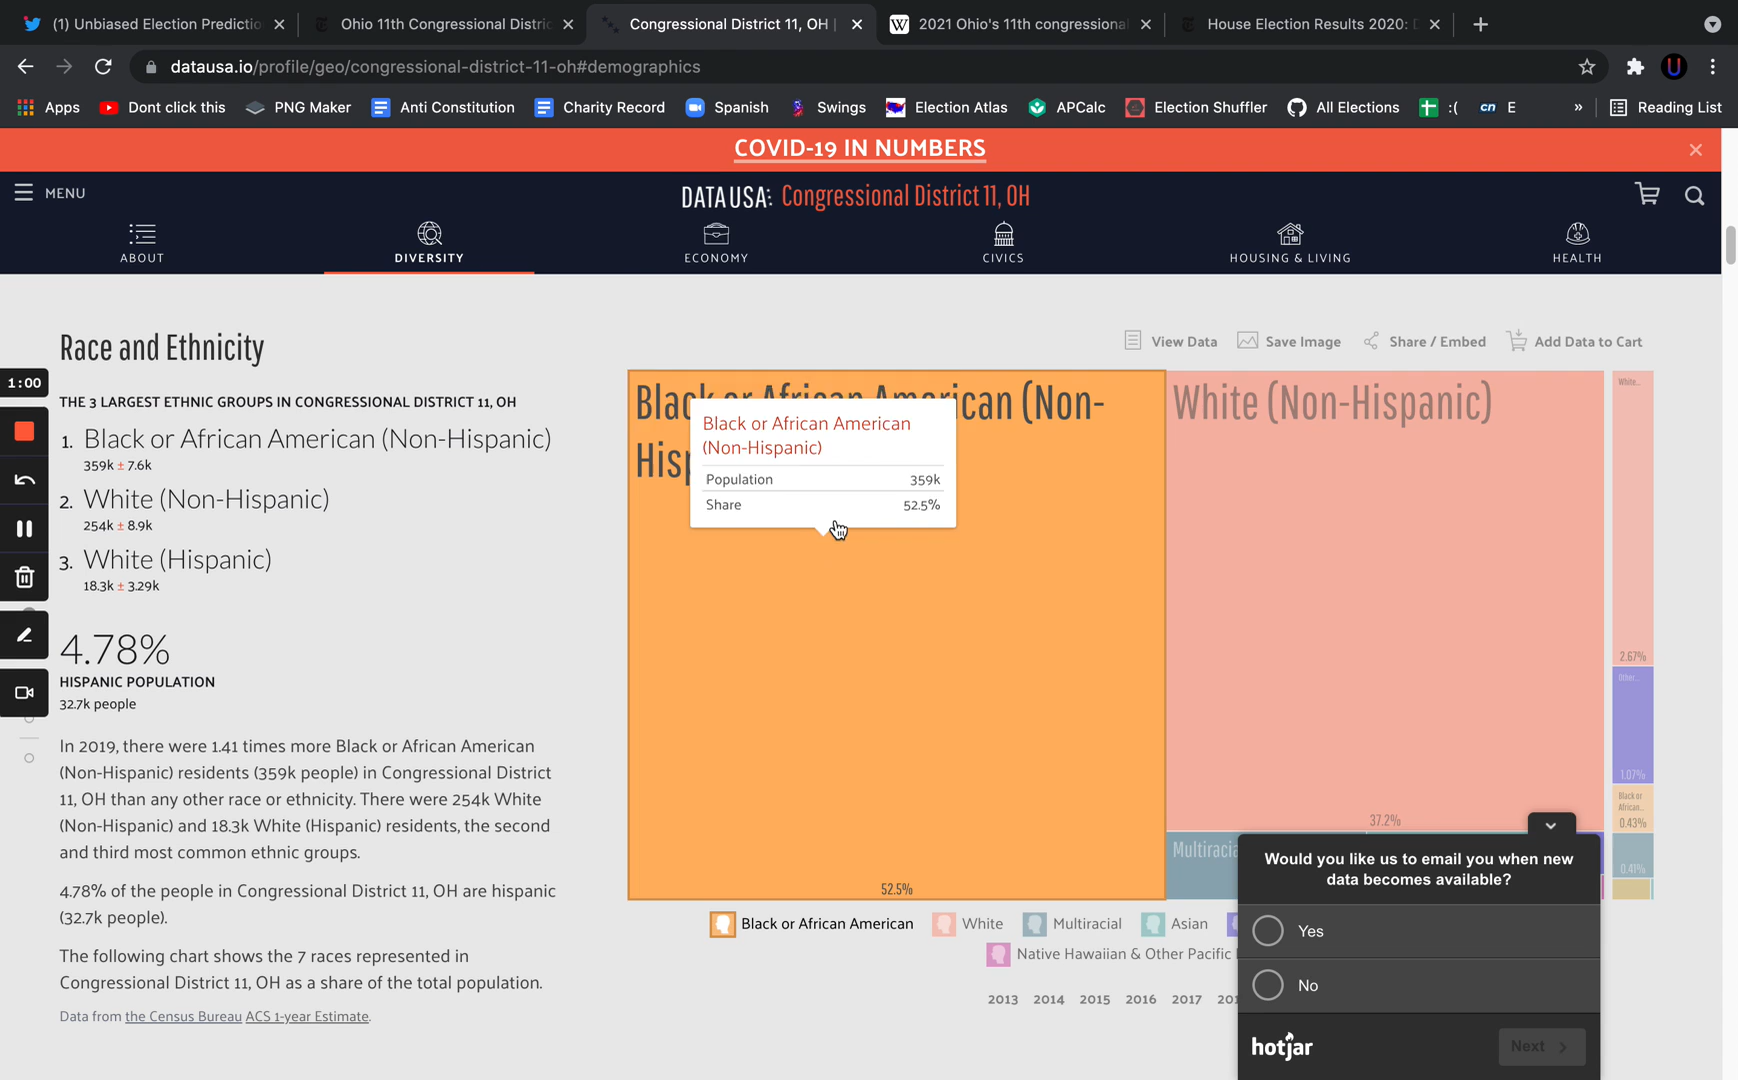 (1) Unbiased Election Predictio
Ohio 11th Congressional Distric
Congressional District 11, OH |
2021 Ohio's 11th congressional
House Election Results 2020: D
datausa.io/profile/geo/congressional-district-11-oh#demographics
Apps
Dont click this
PNG Maker
Anti Constitution
Charity Record
Spanish
Swings
Election Atlas
APCalc
Election Shuffler
All Elections
:(
cn E
»
Reading List
COVID-19 IN NUMBERS
MENU
DATA USA: Congressional District 11, OH
ABOUT
DIVERSITY
ECONOMY
CIVICS
HOUSING & LIVING
HEALTH
Race and Ethnicity
View Data
Save Image
Share / Embed
Add Data to Cart
1:00
THE 3 LARGEST ETHNIC GROUPS IN CONGRESSIONAL DISTRICT 11, OH
1. Black or African American (Non-Hispanic)
359k ± 7.6k
2. White (Non-Hispanic)
254k ± 8.9k
3. White (Hispanic)
18.3k ± 3.29k
4.78%
HISPANIC POPULATION
32.7k people
In 2019, there were 1.41 times more Black or African American
(Non-Hispanic) residents (359k people) in Congressional District
11, OH than any other race or ethnicity. There were 254k White
(Non-Hispanic) and 18.3k White (Hispanic) residents, the second
and third most common ethnic groups.
4.78% of the people in Congressional District 11, OH are hispanic
(32.7k people).
The following chart shows the 7 races represented in
Congressional District 11, OH as a share of the total population.
Data from the Census Bureau ACS 1-year Estimate.
Black or African American (Non-
Hisp
Black or African American
(Non-Hispanic)
Population 359k
Share 52.5%
52.5%
White (Non-Hispanic)
37.2%
Multiracia
White...
2.67%
Other...
1.07%
Black or
African...
0.43%
0.41%
Black or African American
White
Multiracial
Asian
Native Hawaiian & Other Pacific
2013 2014 2015 2016 2017 201
Would you like us to email you when new
data becomes available?
Yes
No
hotjar
Next